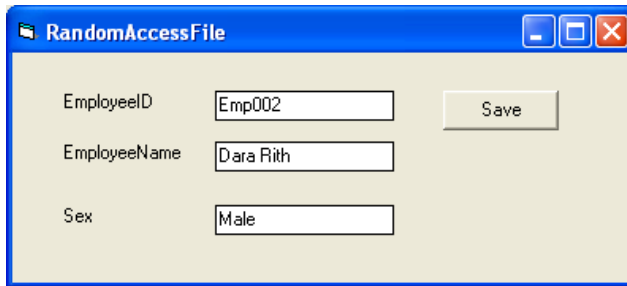 RandomAccessFile
EmployeeID Emp002 Save
EmployeeName Dara Rith
Sex Male